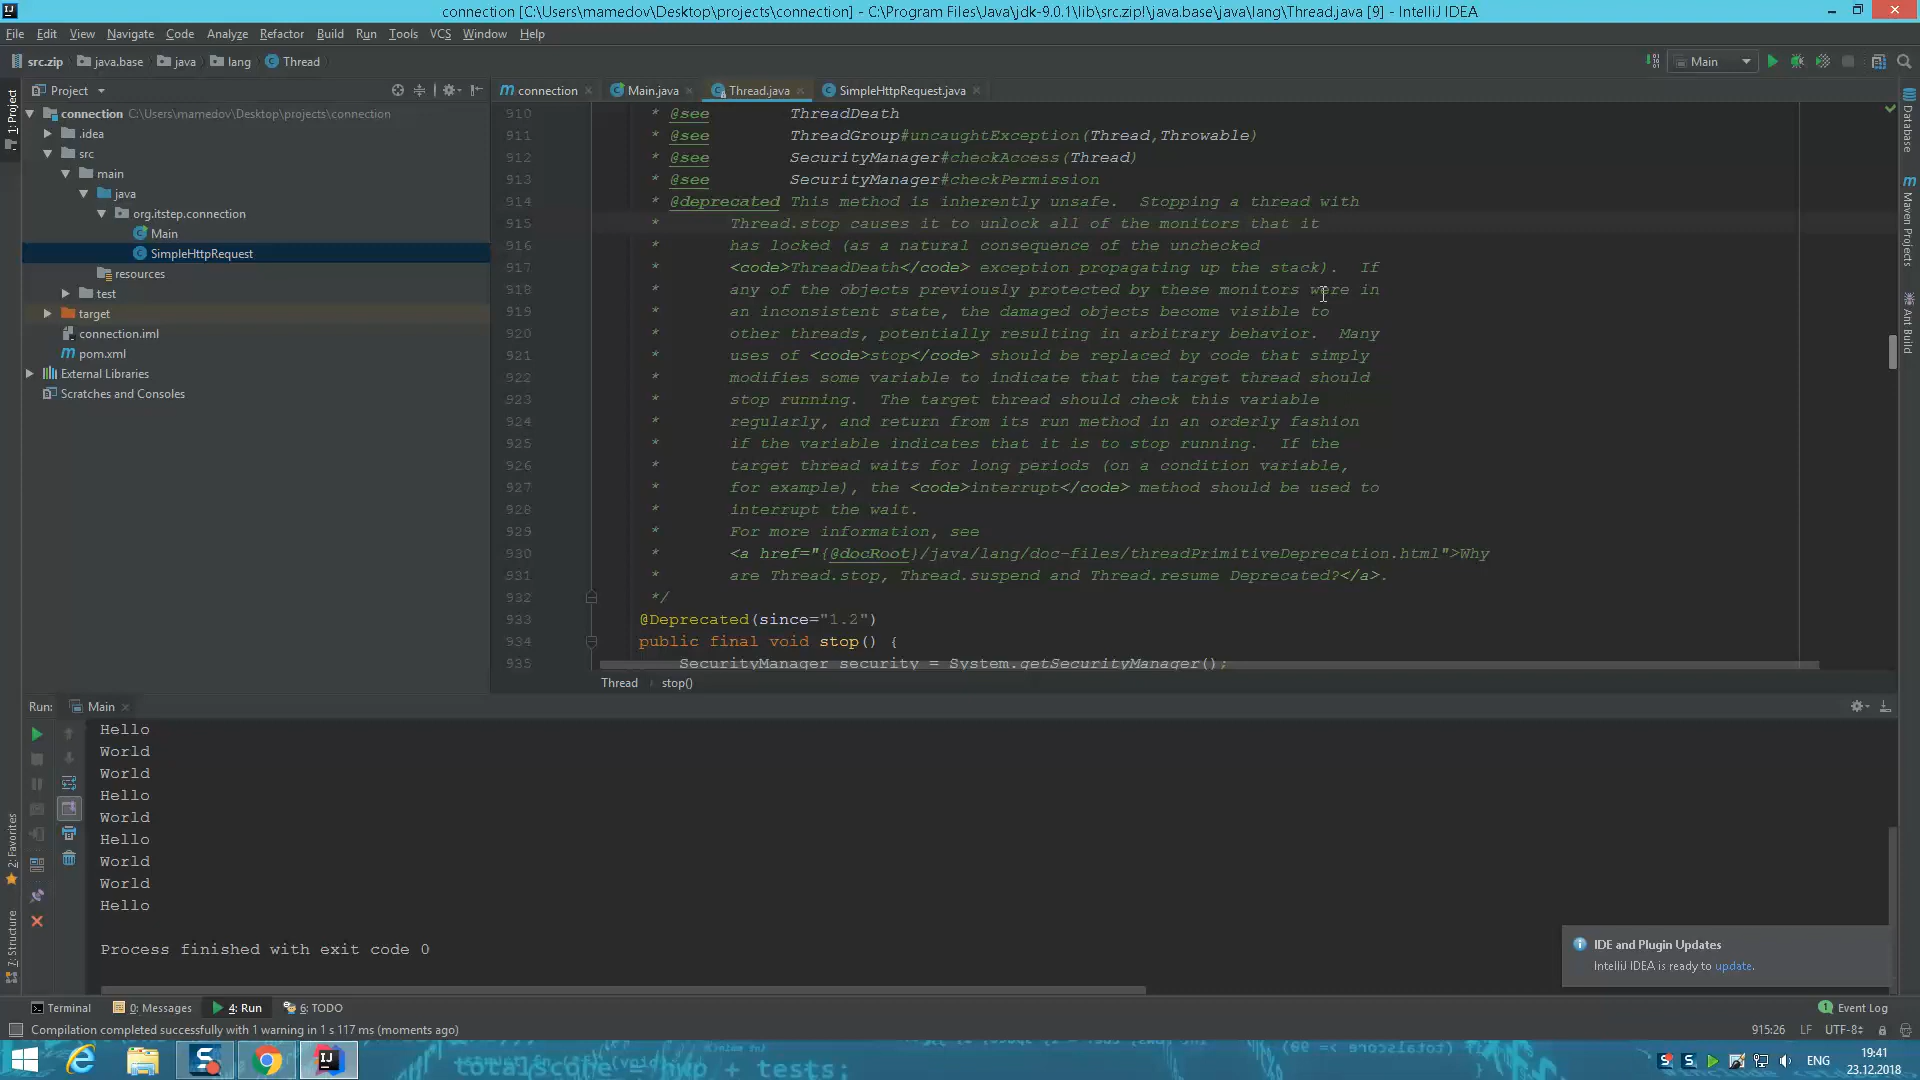 connection [C:\Users\mamedov\Desktop\projects\connection] - C:\Program Files\Java\jdk-9.0.1\lib\src.zip!\java.base\java\lang\Thread.java [9] - IntelliJ IDEA
File Edit View Navigate Code Analyze Refactor Build Run Tools VCS Window Help
src.zip java.base java lang Thread
Main
1: Project
Project
connection C:\Users\mamedov\Desktop\projects\connection
.idea
src
main
java
org.itstep.connection
Main
SimpleHttpRequest
resources
test
target
connection.iml
pom.xml
External Libraries
Scratches and Consoles
connection Main.java Thread.java SimpleHttpRequest.java
910 * @see ThreadDeath
911 * @see ThreadGroup#uncaughtException(Thread,Throwable)
912 * @see SecurityManager#checkAccess(Thread)
913 * @see SecurityManager#checkPermission
914 * @deprecated This method is inherently unsafe. Stopping a thread with
915 * Thread.stop causes it to unlock all of the monitors that it
916 * has locked (as a natural consequence of the unchecked
917 * <code>ThreadDeath</code> exception propagating up the stack). If
918 * any of the objects previously protected by these monitors were in
919 * an inconsistent state, the damaged objects become visible to
920 * other threads, potentially resulting in arbitrary behavior. Many
921 * uses of <code>stop</code> should be replaced by code that simply
922 * modifies some variable to indicate that the target thread should
923 * stop running. The target thread should check this variable
924 * regularly, and return from its run method in an orderly fashion
925 * if the variable indicates that it is to stop running. If the
926 * target thread waits for long periods (on a condition variable,
927 * for example), the <code>interrupt</code> method should be used to
928 * interrupt the wait.
929 * For more information, see
930 * <a href="{@docRoot}/java/lang/doc-files/threadPrimitiveDeprecation.html">Why
931 * are Thread.stop, Thread.suspend and Thread.resume Deprecated?</a>.
932 */
933 @Deprecated(since="1.2")
934 public final void stop() {
935 SecurityManager security = System.getSecurityManager();
Thread stop()
Database
Maven Projects
Ant Build
Run: Main
Hello
World
World
Hello
World
Hello
World
World
Hello
Process finished with exit code 0
2: Favorites
7: Structure
IDE and Plugin Updates
IntelliJ IDEA is ready to update.
Terminal 0: Messages 4: Run 6: TODO
1 Event Log
Compilation completed successfully with 1 warning in 1 s 117 ms (moments ago)
915:26 LF UTF-8
totalscore = hwp + tests;
ENG
19:41
23.12.2018